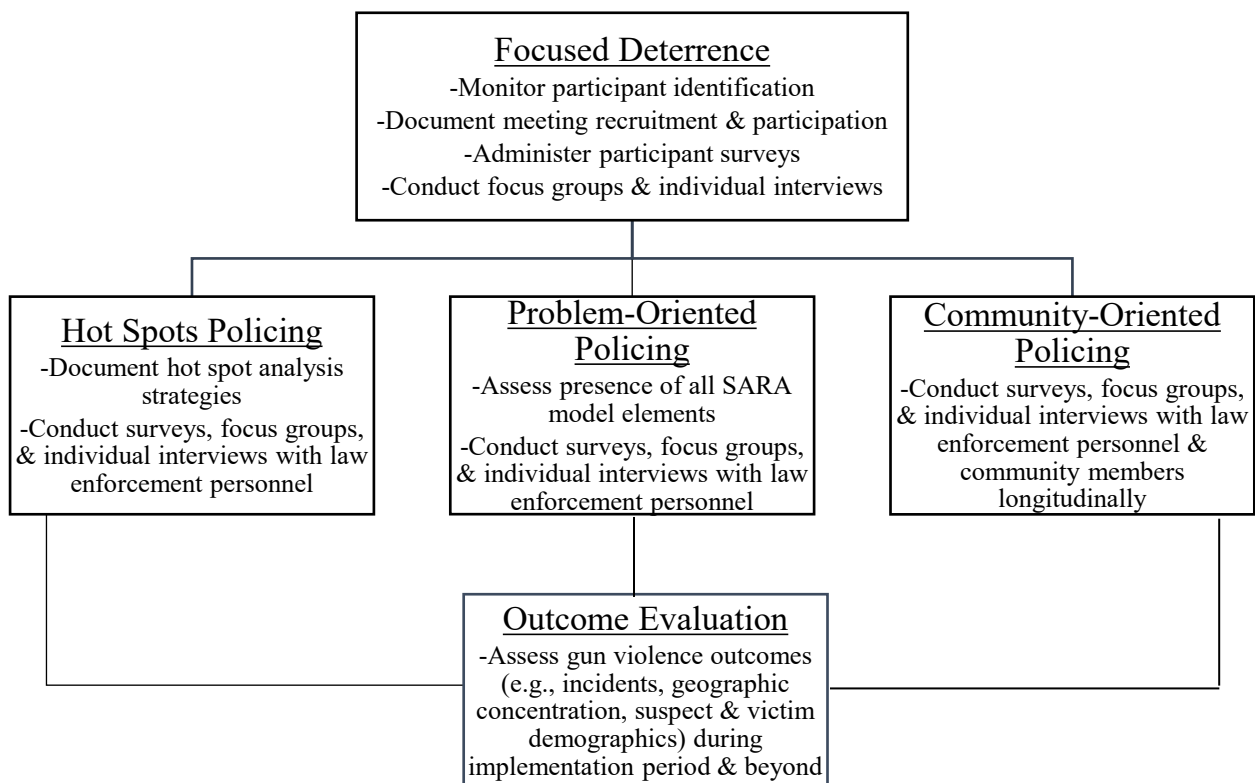 Focused Deterrence
-Monitor participant identification
-Document meeting recruitment & participation
-Administer participant surveys
-Conduct focus groups & individual interviews
Hot Spots Policing
-Document hot spot analysis
strategies
-Conduct surveys, focus groups,
& individual interviews with law
enforcement personnel
Problem-Oriented
Policing
-Assess presence of all SARA
model elements
-Conduct surveys, focus groups,
& individual interviews with law
enforcement personnel
Community-Oriented
Policing
-Conduct surveys, focus groups,
& individual interviews with law
enforcement personnel &
community members
longitudinally
Outcome Evaluation
-Assess gun violence outcomes
(e.g., incidents, geographic
concentration, suspect & victim
demographics) during
implementation period & beyond